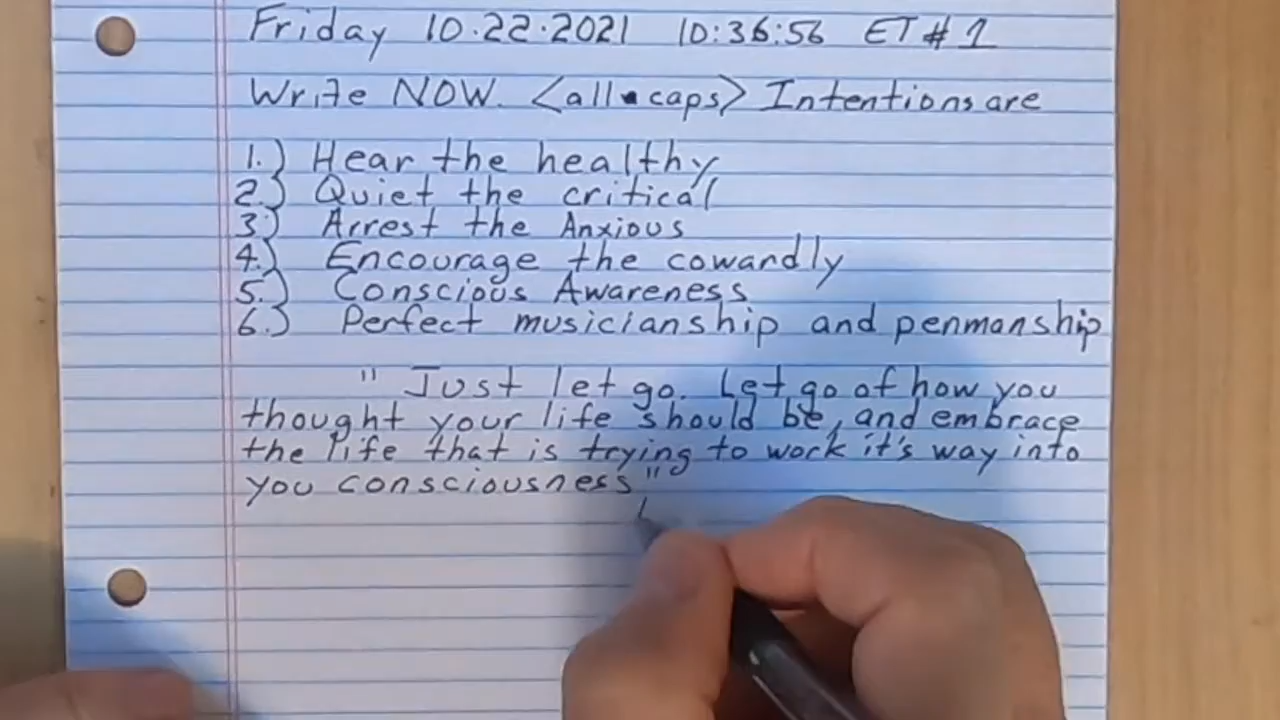 Friday 10.22.2021 10:36:56 ET#1
Write NOW. <all-caps> Intentions are
1.) Hear the healthy
2.) Quiet the critical
3.) Arrest the Anxious
4.) Encourage the cowardly
5.) Conscious Awareness
6.) Perfect musicianship and penmanship
" Just let go. Let go of how you
thought your life should be, and embrace
the life that is trying to work it's way into
you consciousness"